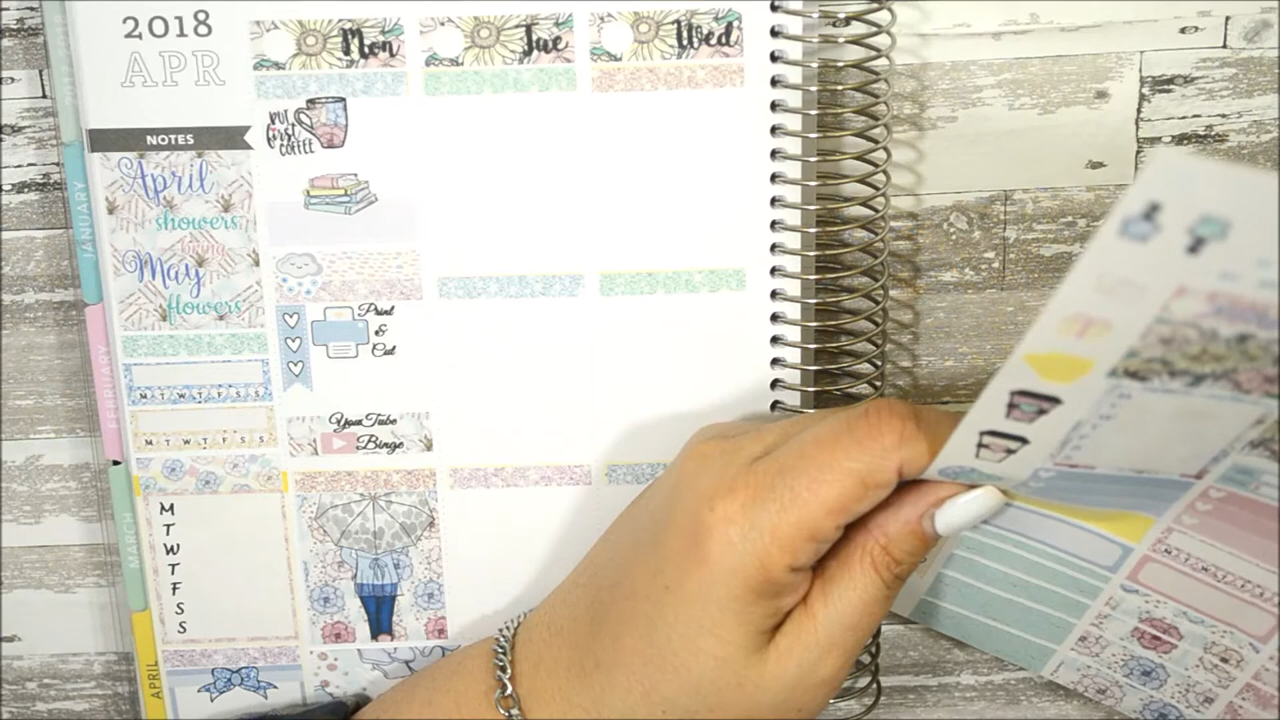 2018
APR
NOTES
April
showers
bring
May
flowers
M T W T F S S
M T W T F S S
M
T
W
T
F
S
S
Mon
Tue
Wed
BUT
first
COFFEE
Print
&
Cut
YouTube
Binge
JANUARY
FEBRUARY
MARCH
APRIL